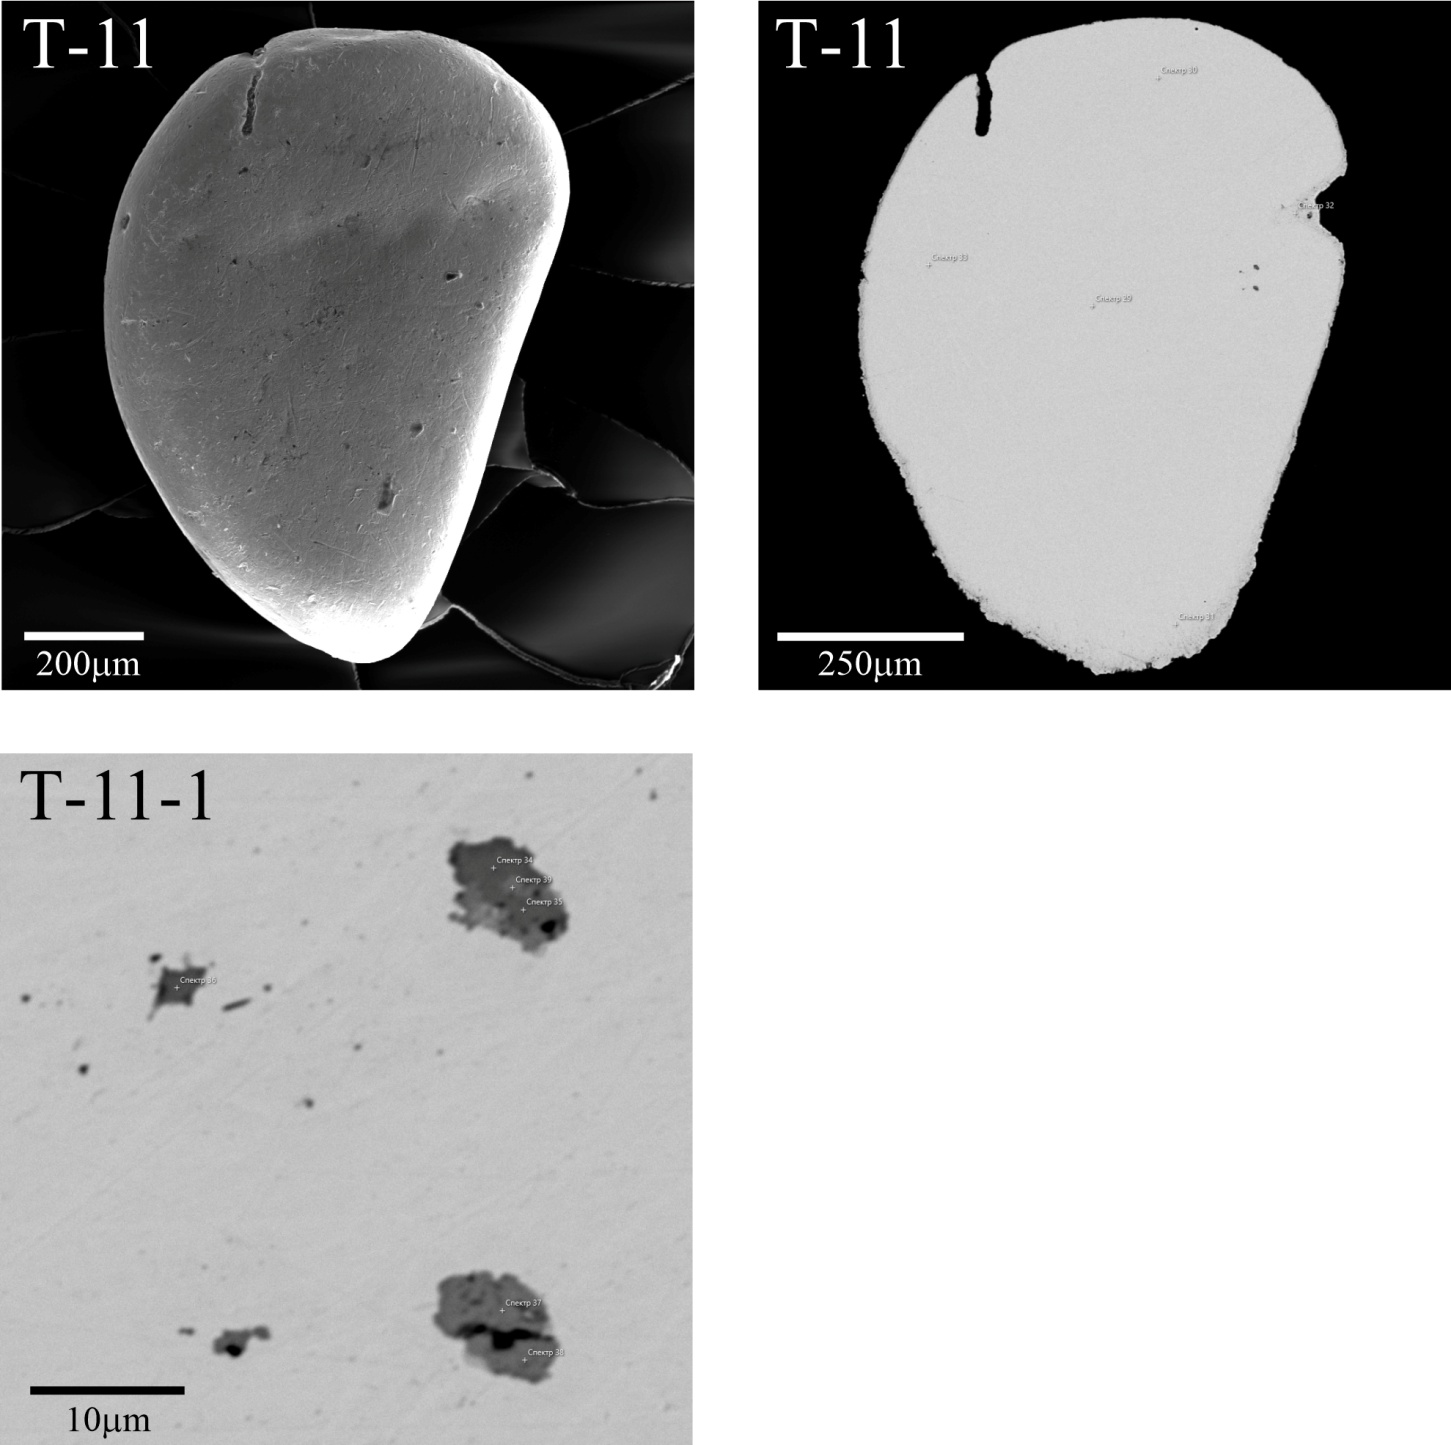 T-11
200μm
T-11
Спектр 30
Спектр 32
Спектр 33
Спектр 29
Спектр 31
250μm
T-11-1
Спектр 34
Спектр 39
Спектр 35
Спектр 36
Спектр 37
Спектр 38
10μm